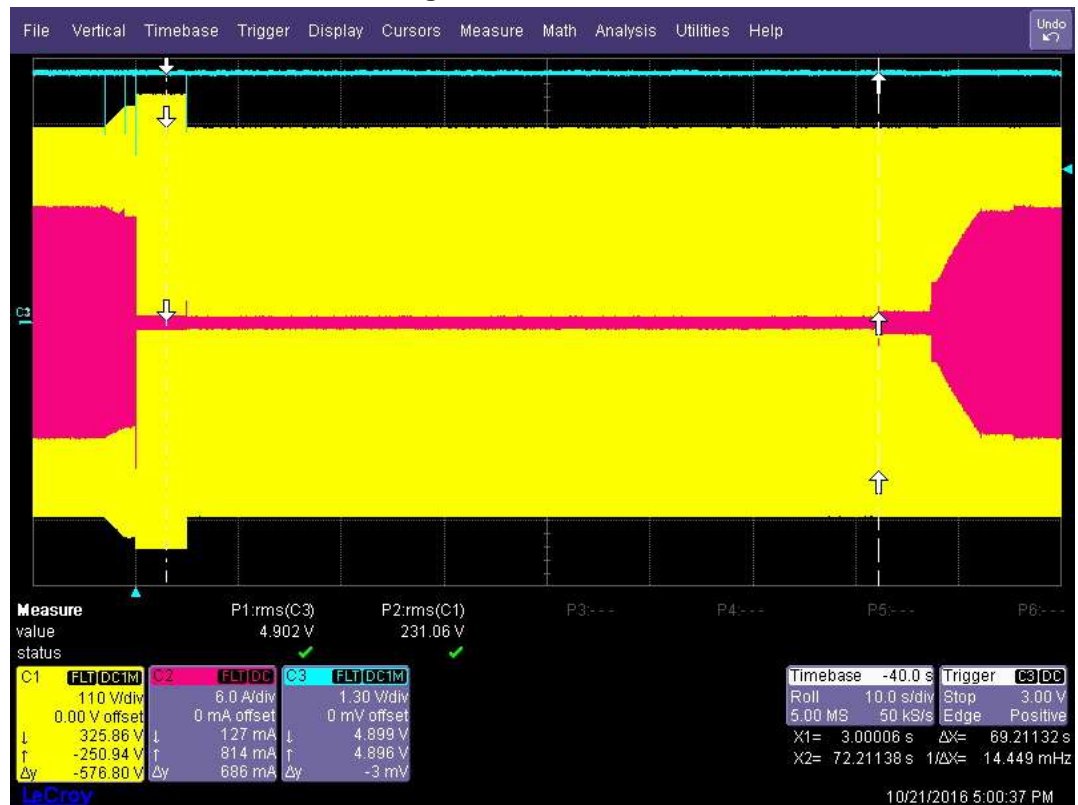 File Vertical Timebase Trigger Display Cursors Measure Math Analysis Utilities Help Undo
C3
Measure P1:rms(C3) P2:rms(C1) P3:--- P4:--- P5:--- P6:---
value 4.902 V 231.06 V
status
C1 FLT DC1M C2 FLT DC C3 FLT DC1M Timebase -40.0 s Trigger C3 DC
110 V/div 6.0 A/div 1.30 V/div Roll 10.0 s/div Stop 3.00 V
0.00 V offset 0 mA offset 0 mV offset 5.00 MS 50 kS/s Edge Positive
↓ 325.86 V ↓ 127 mA ↓ 4.899 V X1= 3.00006 s ΔX= 69.21132 s
↑ -250.94 V ↑ 814 mA ↑ 4.896 V X2= 72.21138 s 1/ΔX= 14.449 mHz
Δy -576.80 V Δy 686 mA Δy -3 mV
LeCroy 10/21/2016 5:00:37 PM